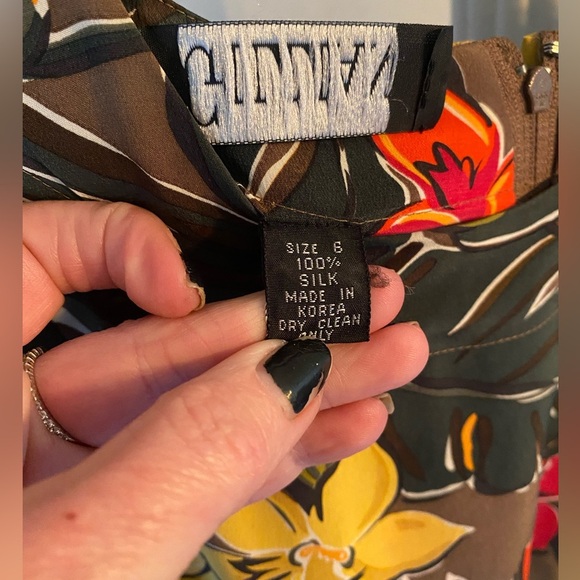 SIZE 6
100%
SILK
MADE IN
KOREA
DRY CLEAN
ONLY